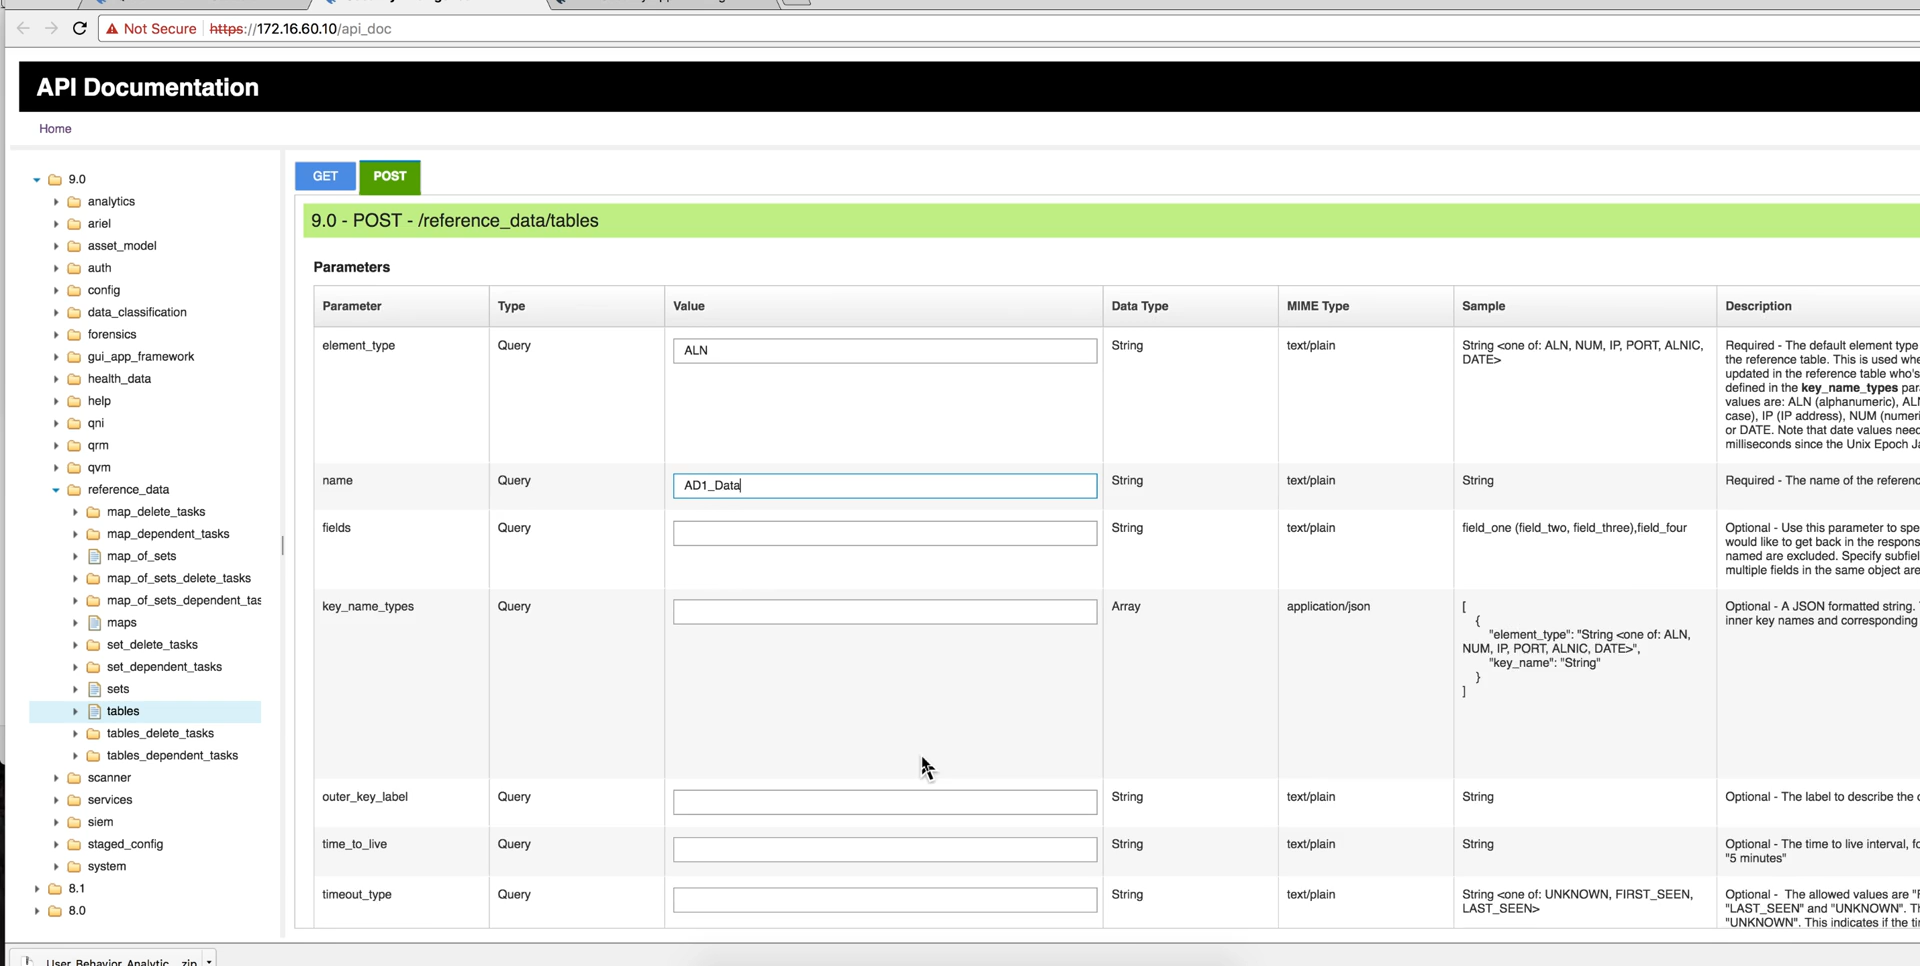 Not Secure https://172.16.60.10/api_doc
API Documentation
Home
9.0
analytics
ariel
asset_model
auth
config
data_classification
forensics
gui_app_framework
health_data
help
qni
qrm
qvm
reference_data
map_delete_tasks
map_dependent_tasks
map_of_sets
map_of_sets_delete_tasks
map_of_sets_dependent_tas
maps
set_delete_tasks
set_dependent_tasks
sets
tables
tables_delete_tasks
tables_dependent_tasks
scanner
services
siem
staged_config
system
8.1
8.0
GET POST
9.0 - POST - /reference_data/tables
Parameters
Parameter Type Value Data Type MIME Type Sample Description
element_type Query ALN String text/plain
String <one of: ALN, NUM, IP, PORT, ALNIC,
DATE>
Required - The default element type
the reference table. This is used whe
updated in the reference table who's
defined in the key_name_types par
values are: ALN (alphanumeric), ALN
case), IP (IP address), NUM (numeri
or DATE. Note that date values need
milliseconds since the Unix Epoch Ja
name Query AD1_Data String text/plain String Required - The name of the referenc
fields Query String text/plain field_one (field_two, field_three),field_four
Optional - Use this parameter to spe
would like to get back in the respons
named are excluded. Specify subfiel
multiple fields in the same object are
key_name_types Query Array application/json
[
{
"element_type": "String <one of: ALN,
NUM, IP, PORT, ALNIC, DATE>",
"key_name": "String"
}
]
Optional - A JSON formatted string.
inner key names and corresponding
outer_key_label Query String text/plain String Optional - The label to describe the
time_to_live Query String text/plain String
Optional - The time to live interval, fo
"5 minutes"
timeout_type Query String text/plain
String <one of: UNKNOWN, FIRST_SEEN,
LAST_SEEN>
Optional - The allowed values are "F
"LAST_SEEN" and "UNKNOWN". Th
"UNKNOWN". This indicates if the tim
User Behavior Analytic....zip